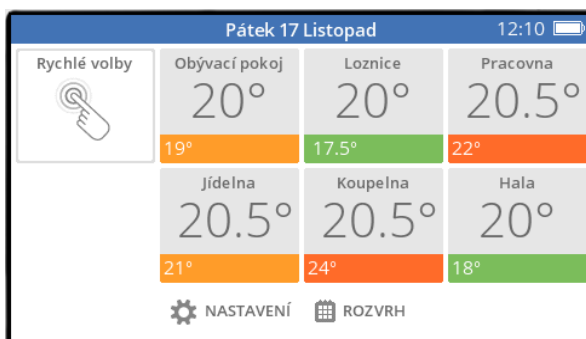 Pátek 17 Listopad 12:10
Rychlé volby
Obývací pokoj
20°
19°
Loznice
20°
17.5°
Pracovna
20.5°
22°
Jídelna
20.5°
21°
Koupelna
20.5°
24°
Hala
20°
18°
NASTAVENÍ ROZVRH